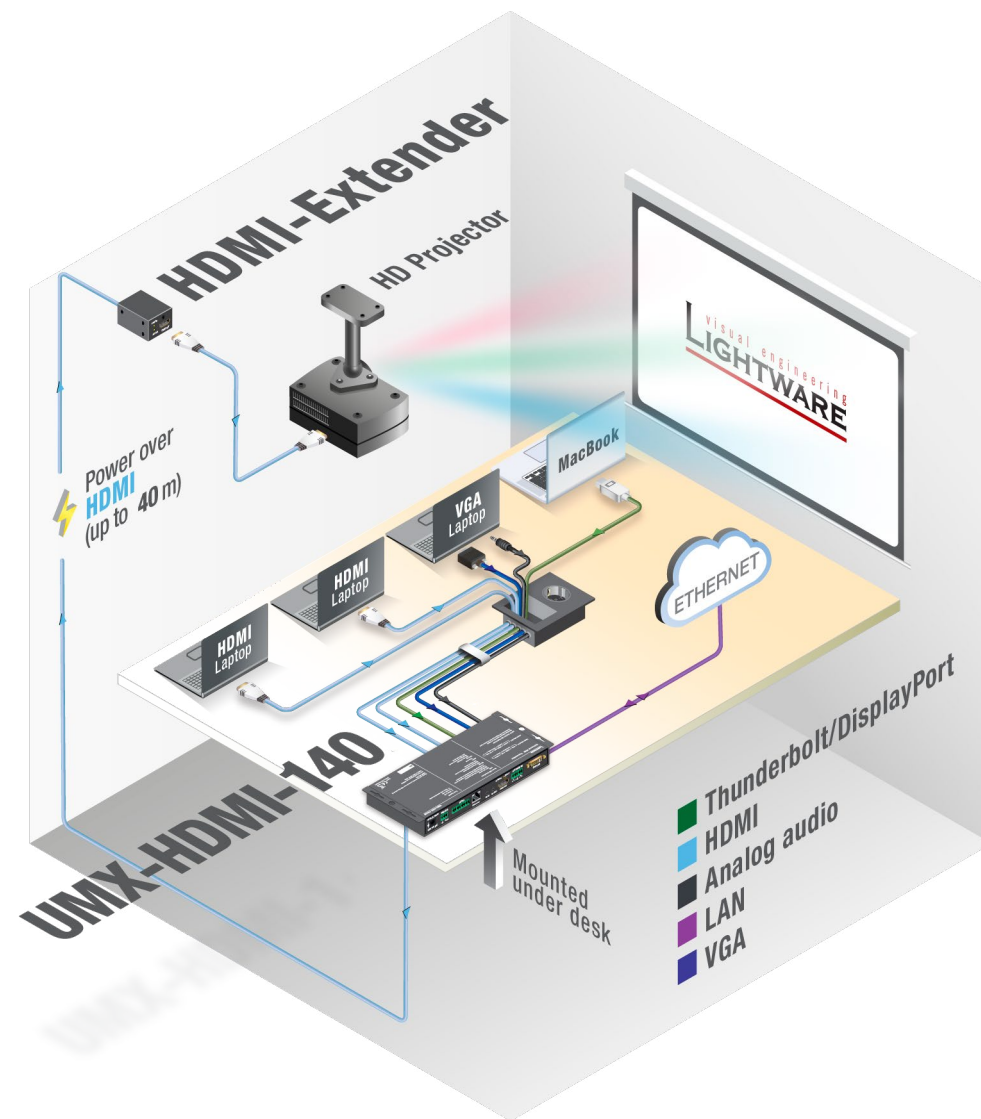 HDMI-Extender
HD Projector
visual engineering
LIGHTWARE
Power over
HDMI
(up to 40 m)
MacBook
VGA
Laptop
HDMI
Laptop
HDMI
Laptop
ETHERNET
UMX-HDMI-140
Mounted
under desk
Thunderbolt/DisplayPort
HDMI
Analog audio
LAN
VGA